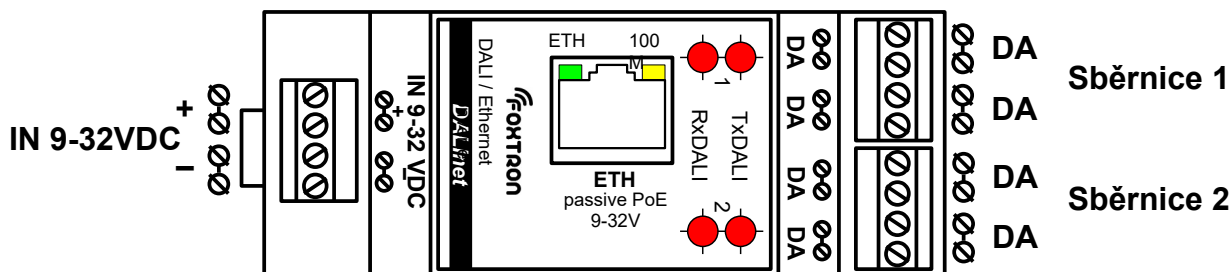 +
IN 9-32VDC
–
IN 9-32 VDC
+
–
DALInet
DALI / Ethernet
FOXTRON
ETH
100M
ETH
passive PoE
9-32V
1
RxDALI
TxDALI
2
DA
DA
DA
DA
DA
DA
DA
DA
Sběrnice 1
Sběrnice 2